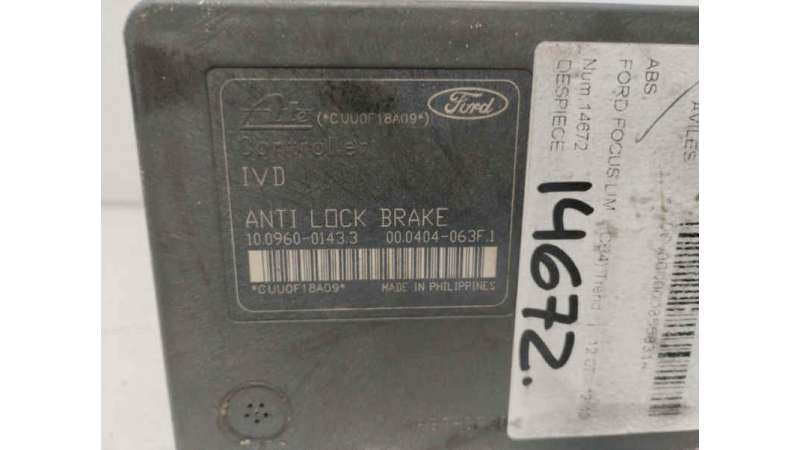 Ate (*CUU0F18A09*) Ford
Controller
IVD
ANTI LOCK BRAKE
10.0960-0143.3 00.0404-063F.1
*CUU0F18A09* MADE IN PHILIPPINES
AVILES
ABS,
FORD FOCUS LIM
Num.14672
DESPIECE
14672.